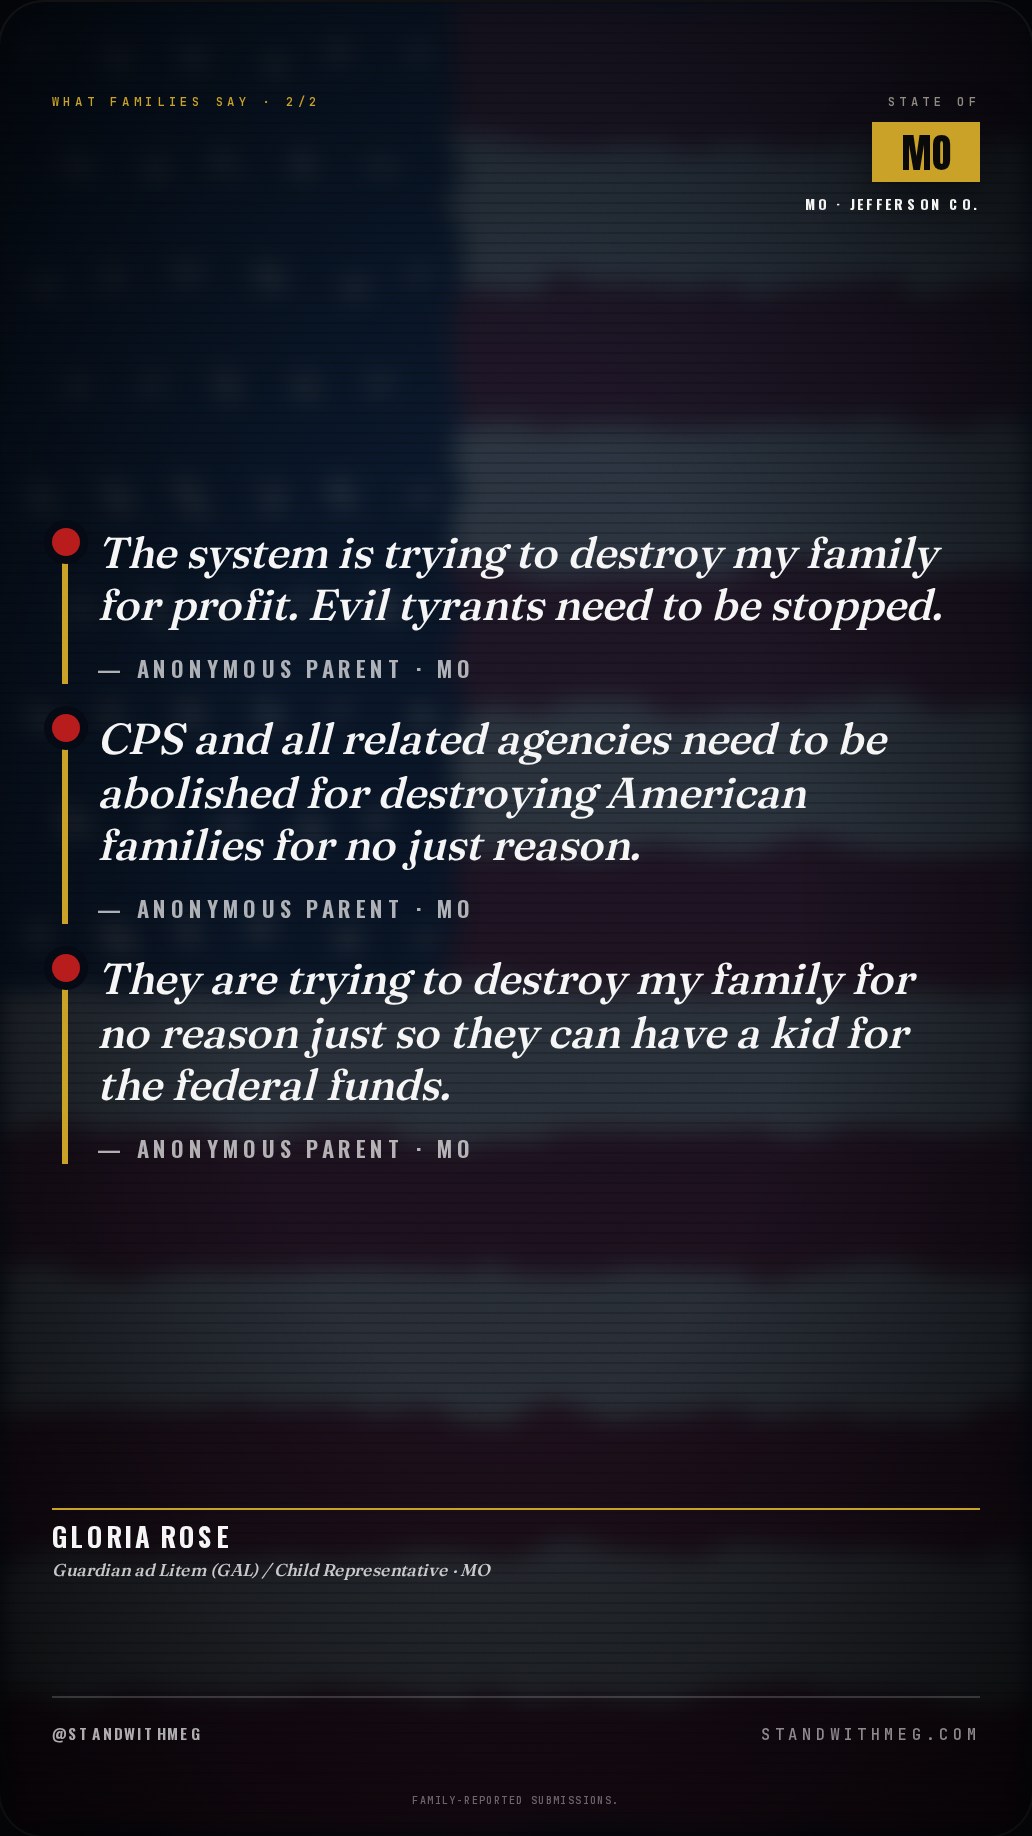 WHAT FAMILIES SAY · 2/2
STATE OF
MO
MO · JEFFERSON CO.
The system is trying to destroy my family
for profit. Evil tyrants need to be stopped.
— ANONYMOUS PARENT · MO
CPS and all related agencies need to be
abolished for destroying American
families for no just reason.
— ANONYMOUS PARENT · MO
They are trying to destroy my family for
no reason just so they can have a kid for
the federal funds.
— ANONYMOUS PARENT · MO
GLORIA ROSE
Guardian ad Litem (GAL) / Child Representative · MO
@STANDWITHMEG
STANDWITHMEG.COM
FAMILY-REPORTED SUBMISSIONS.